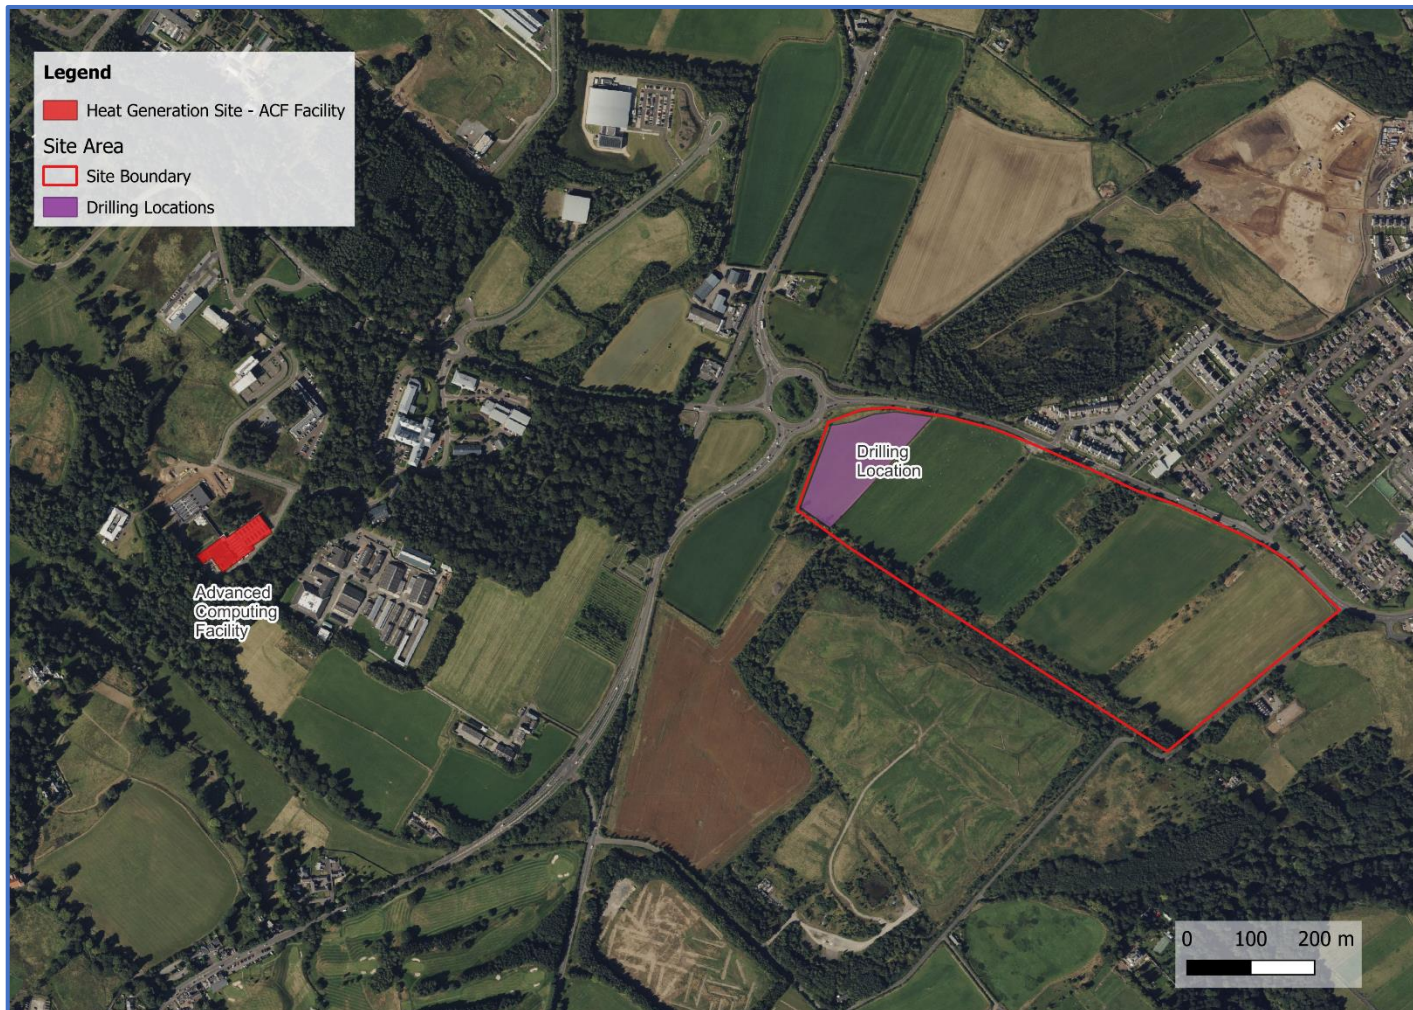 Legend
Heat Generation Site - ACF Facility
Site Area
Site Boundary
Drilling Locations
Drilling
Location
Advanced
Computing
Facility
0 100 200 m